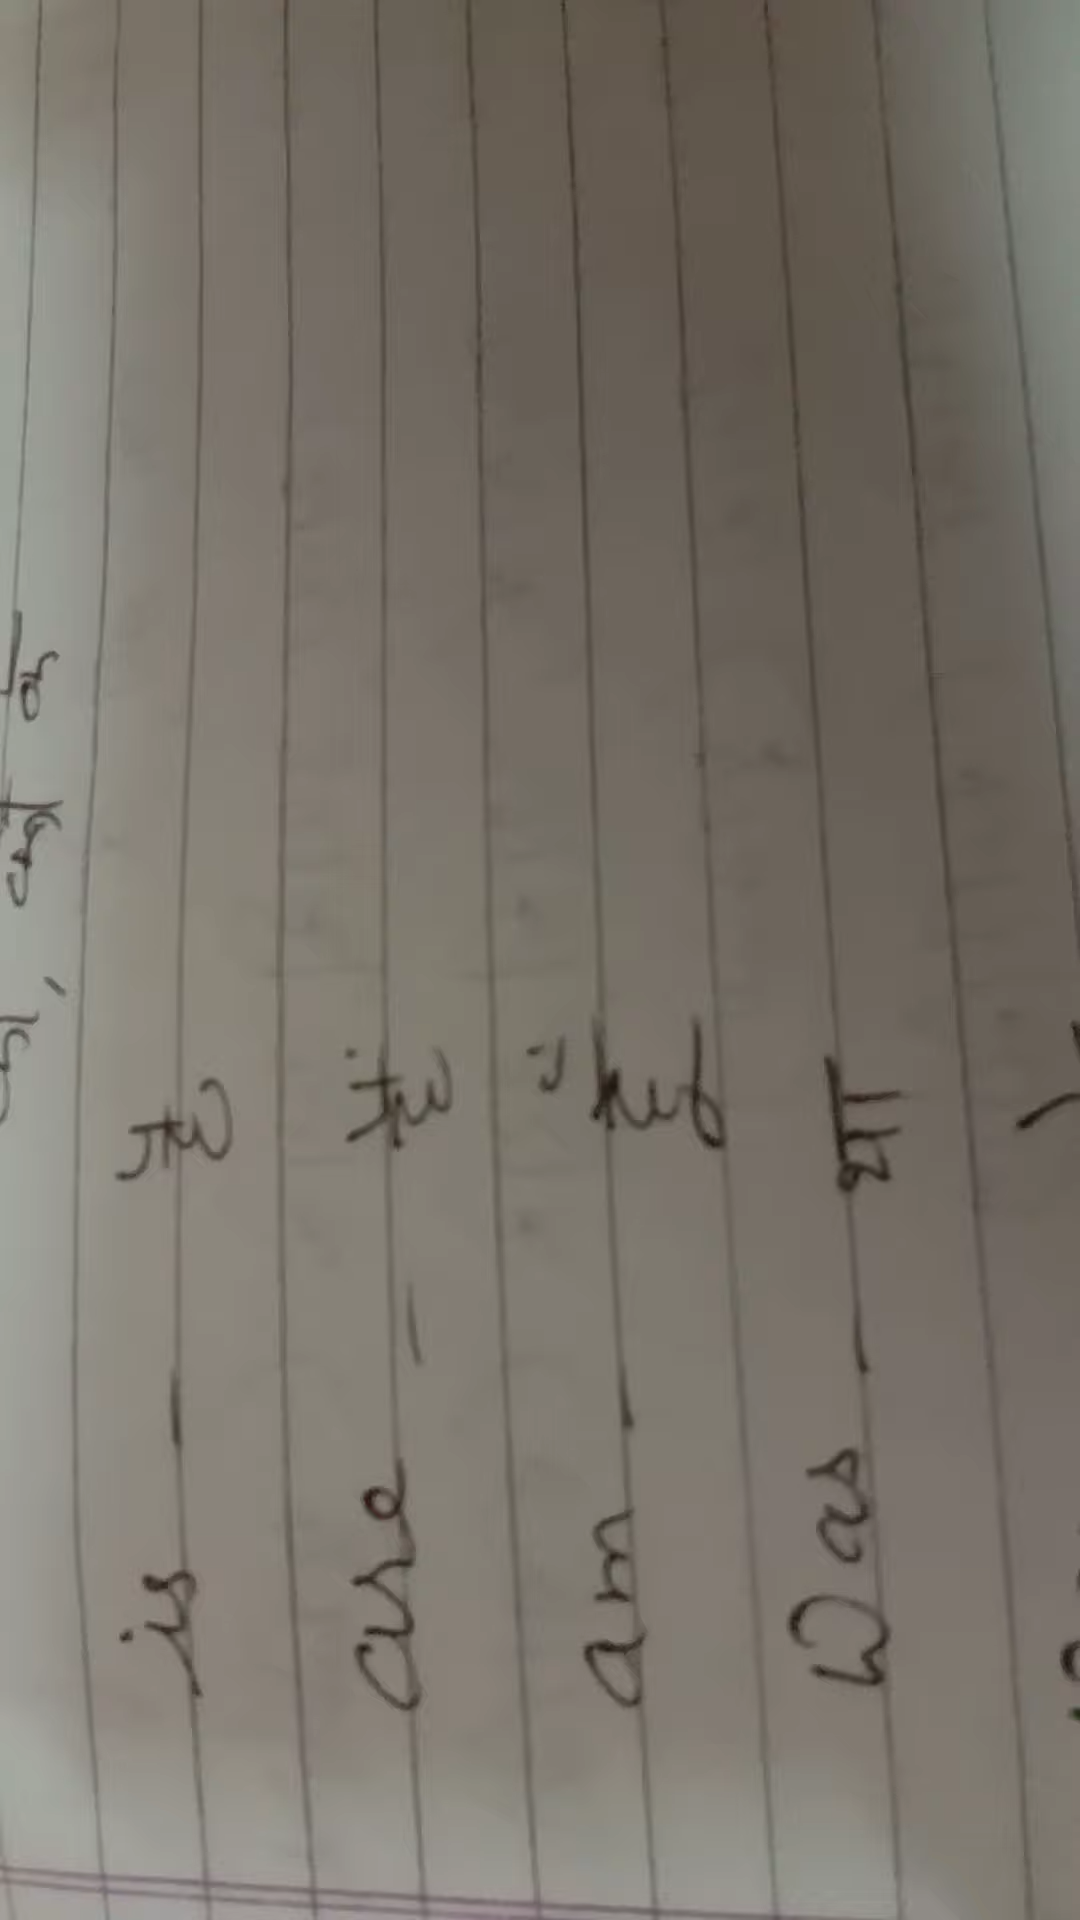 is — है
are — हैं
am — हूँ
was — था